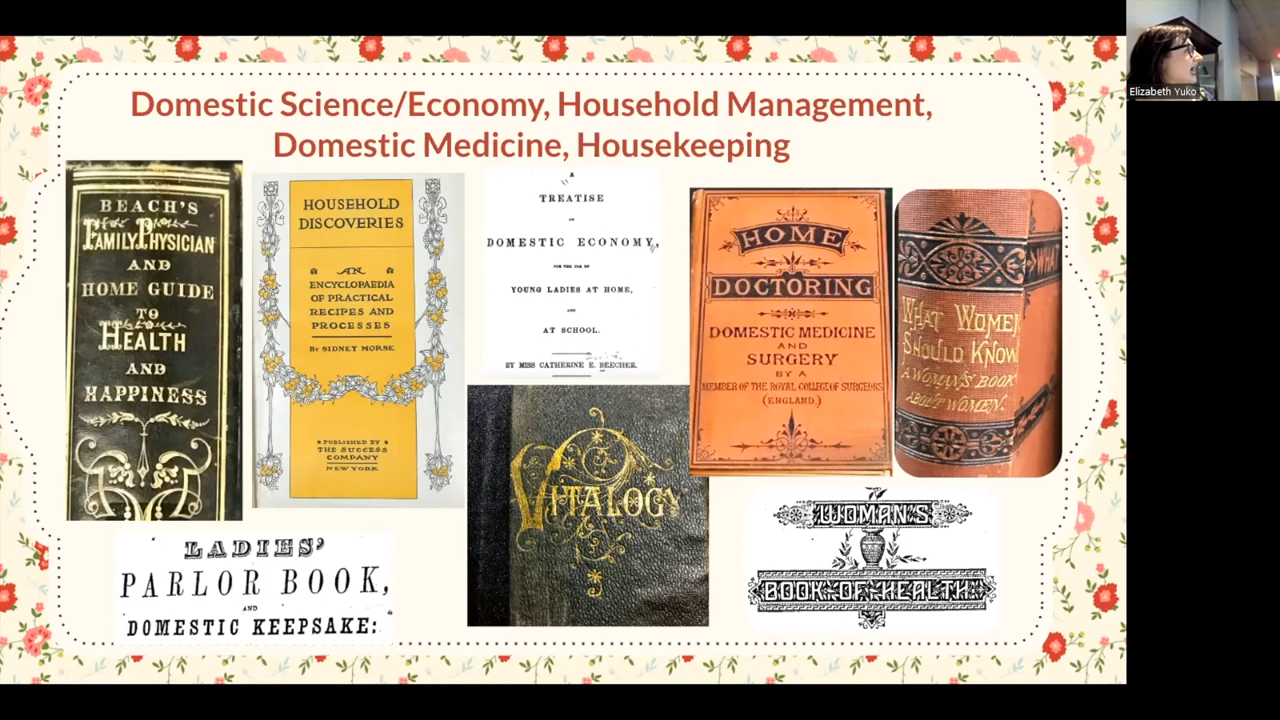 Domestic Science/Economy, Household Management,
Domestic Medicine, Housekeeping
BEACH'S
FAMILY PHYSICIAN
AND
HOME GUIDE
TO
HEALTH
AND
HAPPINESS
HOUSEHOLD
DISCOVERIES
AN
ENCYCLOPAEDIA
OF PRACTICAL
RECIPES AND
PROCESSES
BY SIDNEY MORSE
PUBLISHED BY
THE SUCCESS
COMPANY
NEW YORK
A
TREATISE
ON
DOMESTIC ECONOMY,
FOR THE USE OF
YOUNG LADIES AT HOME,
AND
AT SCHOOL.
BY MISS CATHERINE E. BEECHER.
VITALOGY
HOME
DOCTORING
DOMESTIC MEDICINE
AND
SURGERY
BY A
MEMBER OF THE ROYAL COLLEGE OF SURGEONS
(ENGLAND.)
WHAT WOMEN
SHOULD KNOW
A WOMAN'S BOOK
ABOUT WOMEN.
WHAT
LADIES'
PARLOR BOOK,
AND
DOMESTIC KEEPSAKE:
WOMAN'S
BOOK OF HEALTH.
Elizabeth Yuko